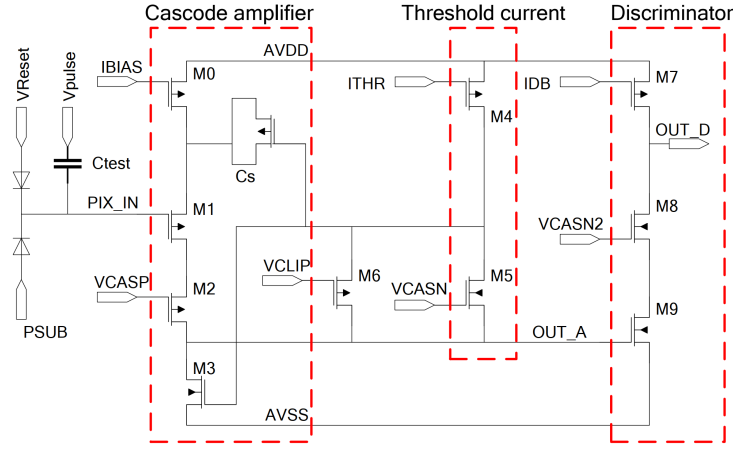 Cascode amplifier
Threshold current
Discriminator
AVDD
VReset
Vpulse
IBIAS
M0
ITHR
M4
IDB
M7
OUT_D
Ctest
Cs
PIX_IN
M1
M8
VCASN2
VCASP
M2
VCLIP
M6
VCASN
M5
M9
PSUB
OUT_A
M3
AVSS